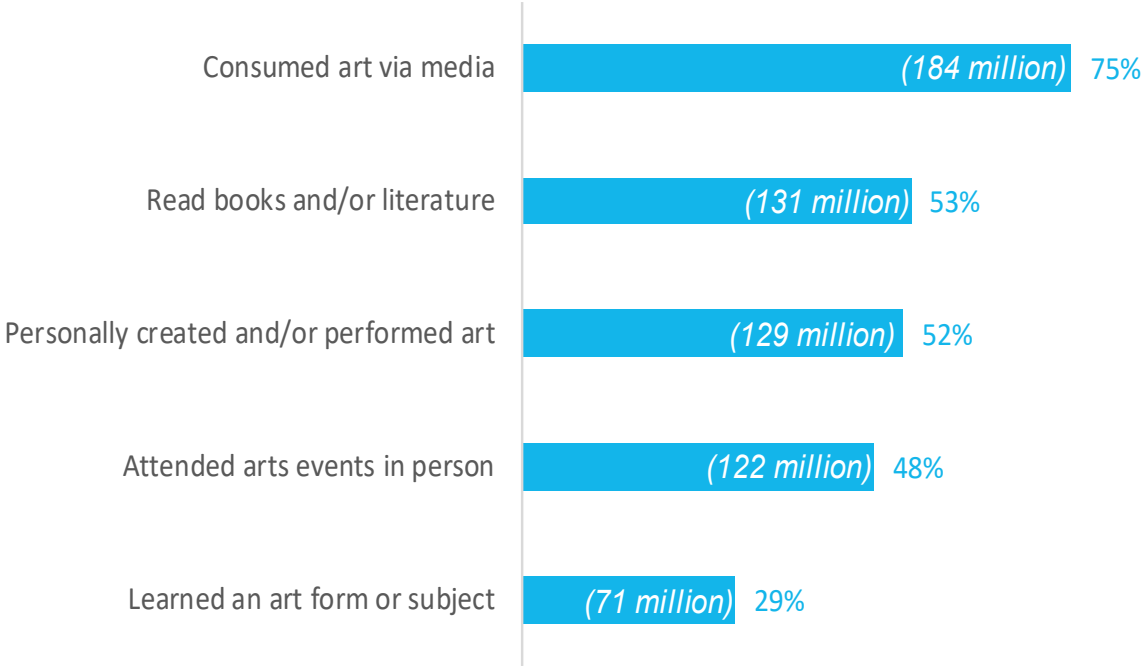 Consumed art via media (184 million) 75%
Read books and/or literature (131 million) 53%
Personally created and/or performed art (129 million) 52%
Attended arts events in person (122 million) 48%
Learned an art form or subject (71 million) 29%